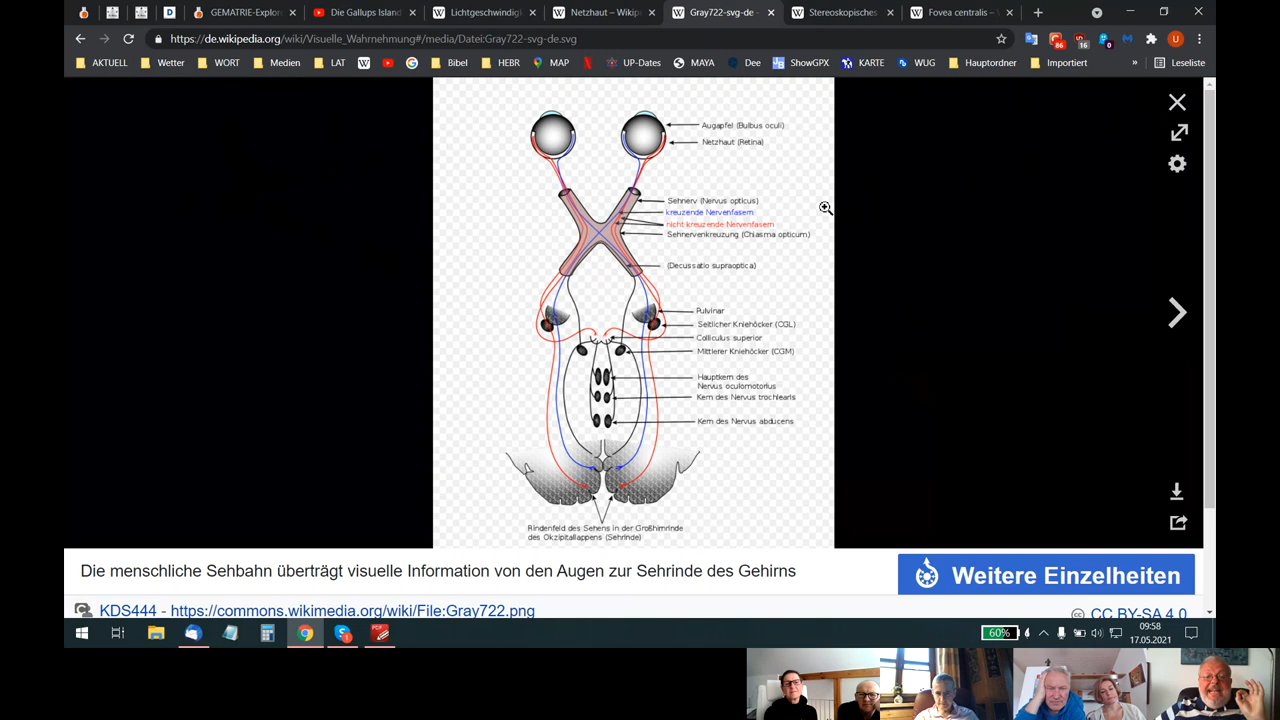 GEMATRIE-Explor
Die Gallups Island
Lichtgeschwindigk
Netzhaut – Wikip
Gray722-svg-de –
Stereoskopisches
Fovea centralis – V
https://de.wikipedia.org/wiki/Visuelle_Wahrnehmung#/media/Datei:Gray722-svg-de.svg
86
16
0
U
AKTUELL
Wetter
WORT
Medien
LAT
Bibel
HEBR
MAP
UP-Dates
MAYA
Dee
ShowGPX
KARTE
WUG
Hauptordner
Importiert
»
Leseliste
Augapfel (Bulbus oculi)
Netzhaut (Retina)
Sehnerv (Nervus opticus)
kreuzende Nervenfasern
nicht kreuzende Nervenfasern
Sehnervenkreuzung (Chiasma opticum)
(Decussatio supraoptica)
Pulvinar
Seitlicher Kniehöcker (CGL)
Colliculus superior
Mittlerer Kniehöcker (CGM)
Hauptkern des
Nervus oculomotorius
Kern des Nervus trochlearis
Kern des Nervus abducens
Rindenfeld des Sehens in der Großhirnrinde
des Okzipitallappens (Sehrinde)
Die menschliche Sehbahn überträgt visuelle Information von den Augen zur Sehrinde des Gehirns
Weitere Einzelheiten
KDS444 - https://commons.wikimedia.org/wiki/File:Gray722.png
CC BY-SA 4.0
60%
09:58
17.05.2021